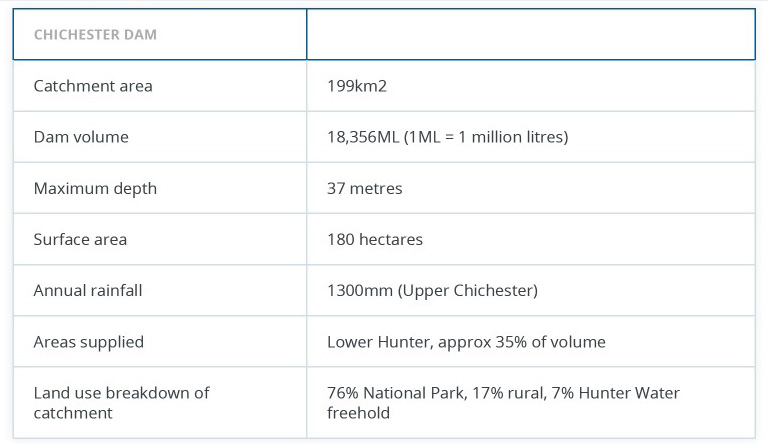 CHICHESTER DAM
Catchment area 199km2
Dam volume 18,356ML (1ML = 1 million litres)
Maximum depth 37 metres
Surface area 180 hectares
Annual rainfall 1300mm (Upper Chichester)
Areas supplied Lower Hunter, approx 35% of volume
Land use breakdown of
catchment
76% National Park, 17% rural, 7% Hunter Water
freehold